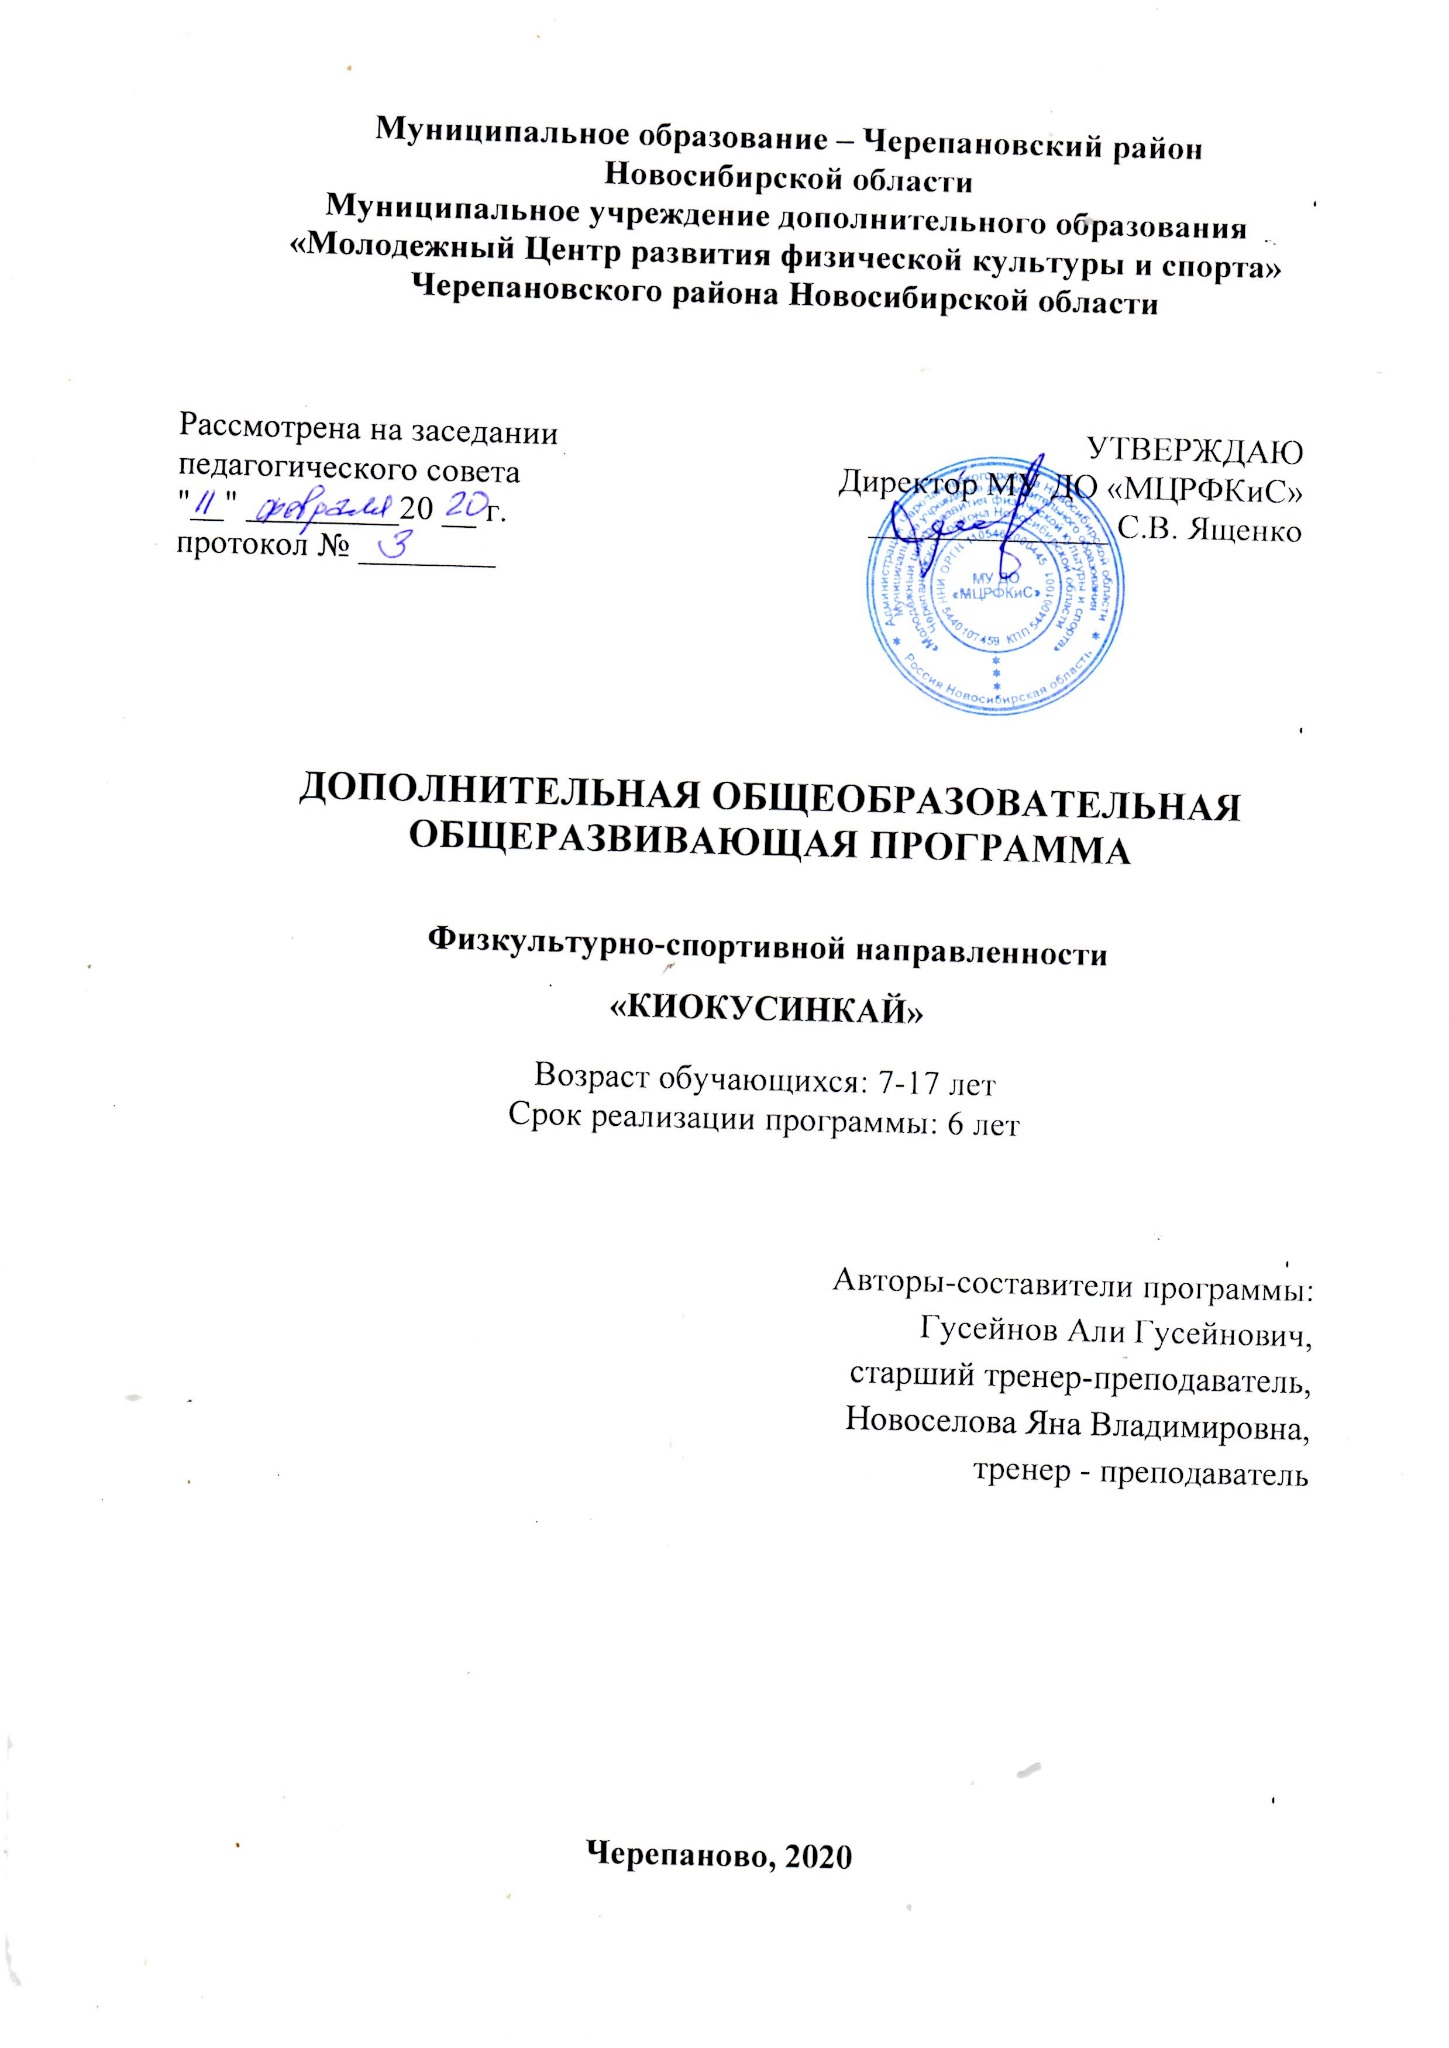 Муниципальное образование – Черепановский район
Новосибирской области
Муниципальное учреждение дополнительного образования
«Молодежный Центр развития физической культуры и спорта»
Черепановского района Новосибирской области
Рассмотрена на заседании
педагогического совета
"11" февраля 20 20 г.
протокол № 3
УТВЕРЖДАЮ
Директор МУ ДО «МЦРФКиС»
С.В. Ященко
МУ ДО
«МЦРФКиС»
5440107459 КПП 544001001
Россия Новосибирская область
ДОПОЛНИТЕЛЬНАЯ ОБЩЕОБРАЗОВАТЕЛЬНАЯ
ОБЩЕРАЗВИВАЮЩАЯ ПРОГРАММА
Физкультурно-спортивной направленности
«КИОКУСИНКАЙ»
Возраст обучающихся: 7-17 лет
Срок реализации программы: 6 лет
Авторы-составители программы:
Гусейнов Али Гусейнович,
старший тренер-преподаватель,
Новоселова Яна Владимировна,
тренер - преподаватель
Черепаново, 2020